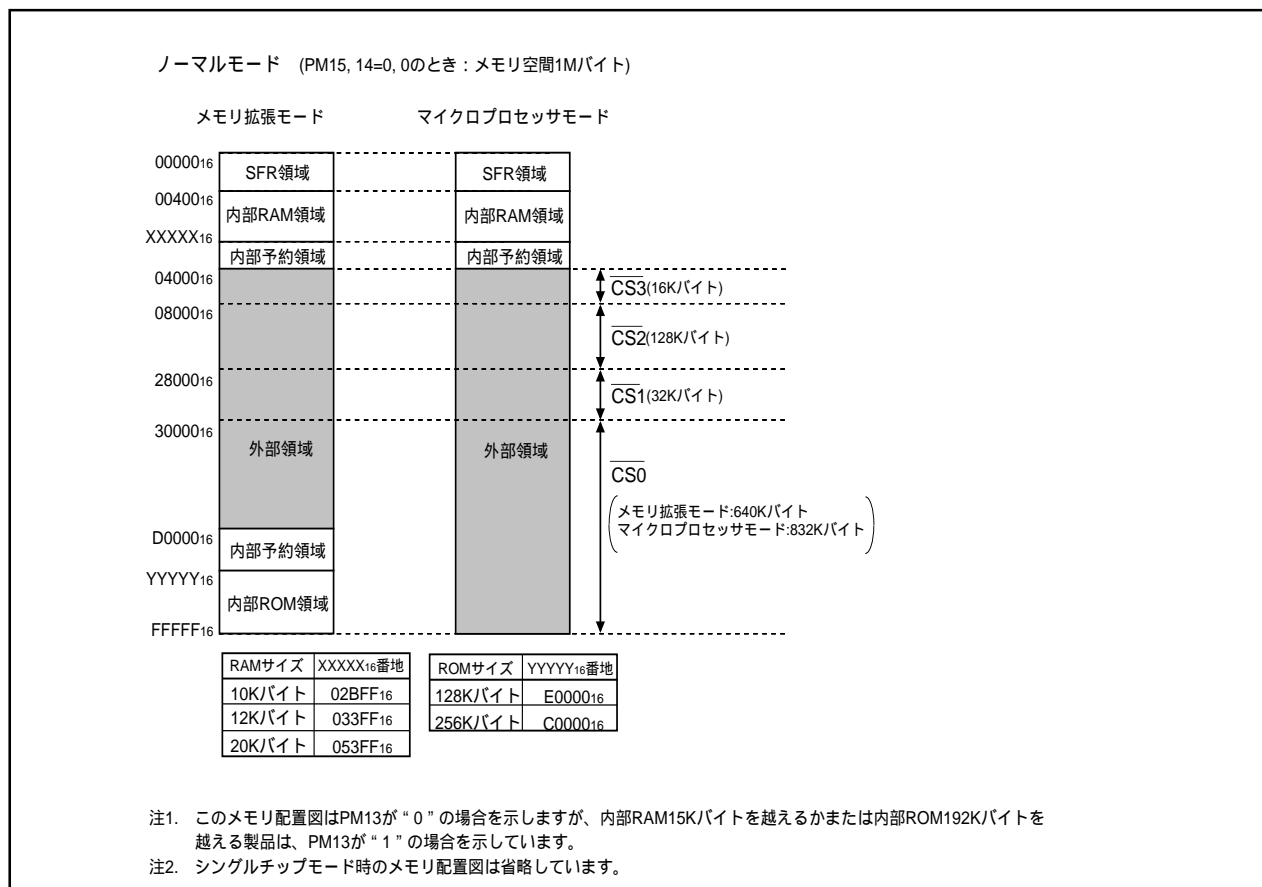 ノーマルモード (PM15, 14=0, 0のとき：メモリ空間1Mバイト)
メモリ拡張モード マイクロプロセッサモード
0000016
SFR領域 SFR領域
0040016
内部RAM領域 内部RAM領域
XXXXX16
内部予約領域 内部予約領域
0400016
CS3(16Kバイト)
0800016
CS2(128Kバイト)
2800016
CS1(32Kバイト)
3000016
外部領域 外部領域
CS0
メモリ拡張モード:640Kバイト
マイクロプロセッサモード:832Kバイト
D000016
内部予約領域
YYYYY16
内部ROM領域
FFFFF16
RAMサイズ XXXXX16番地
10Kバイト 02BFF16
12Kバイト 033FF16
20Kバイト 053FF16
ROMサイズ YYYYY16番地
128Kバイト E000016
256Kバイト C000016
注1. このメモリ配置図はPM13が“０”の場合を示しますが、内部RAM15Kバイトを越えるかまたは内部ROM192Kバイトを
越える製品は、PM13が“１”の場合を示しています。
注2. シングルチップモード時のメモリ配置図は省略しています。